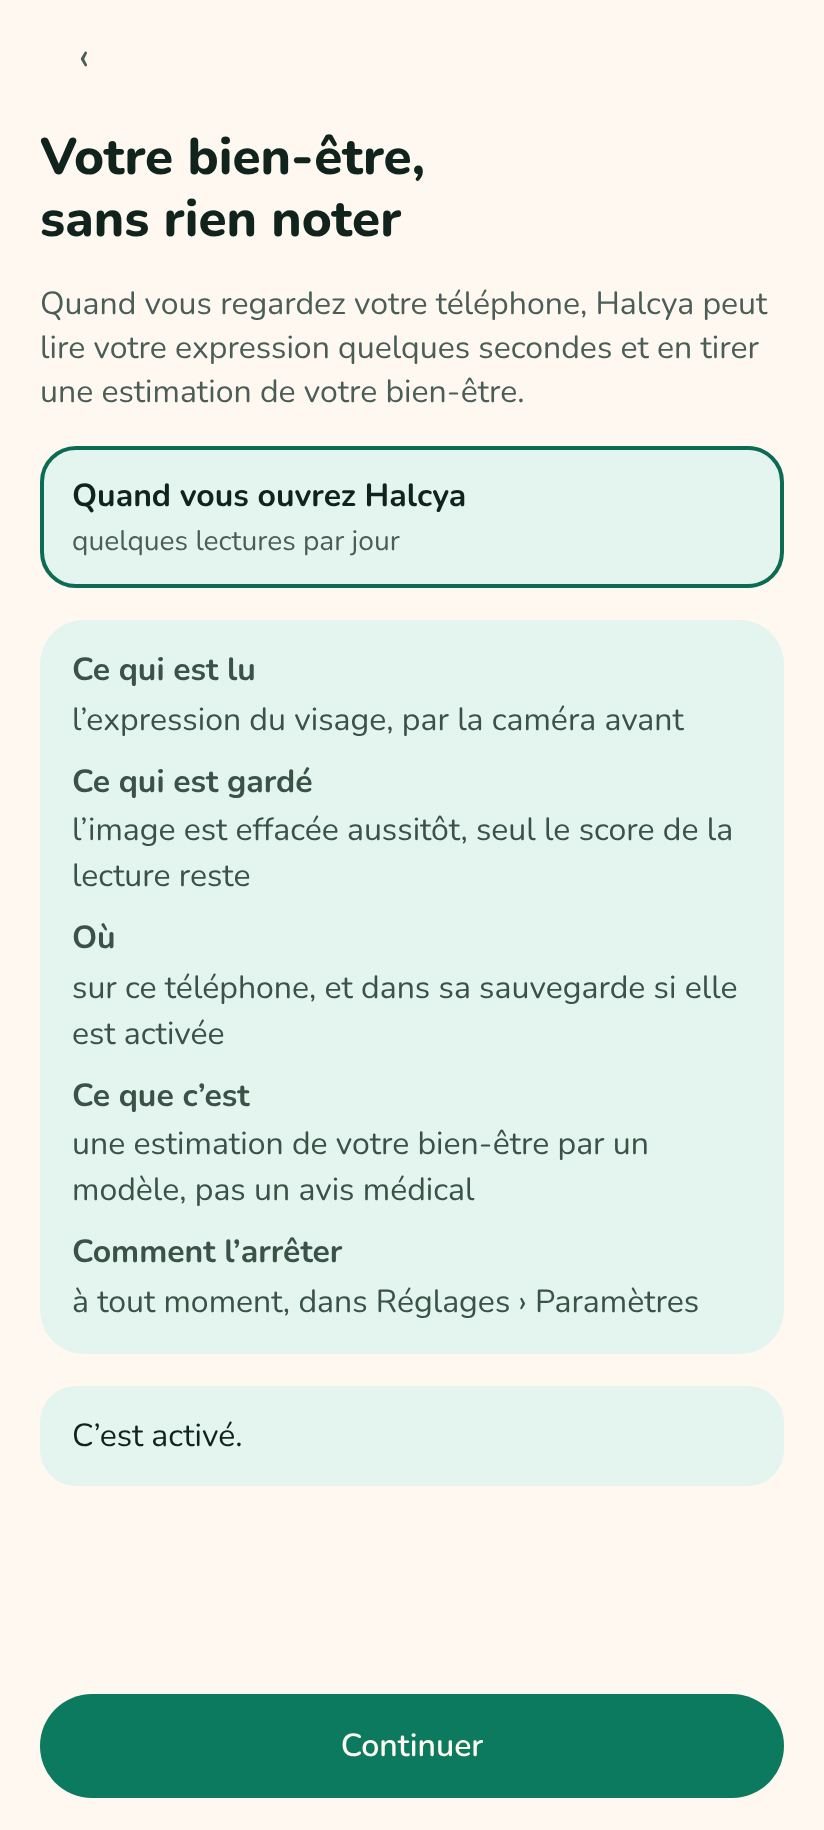 ‹
Votre bien-être,
sans rien noter
Quand vous regardez votre téléphone, Halcya peut
lire votre expression quelques secondes et en tirer
une estimation de votre bien-être.
Quand vous ouvrez Halcya
quelques lectures par jour
Ce qui est lu
l’expression du visage, par la caméra avant
Ce qui est gardé
l’image est effacée aussitôt, seul le score de la
lecture reste
Où
sur ce téléphone, et dans sa sauvegarde si elle
est activée
Ce que c’est
une estimation de votre bien-être par un
modèle, pas un avis médical
Comment l’arrêter
à tout moment, dans Réglages › Paramètres
C’est activé.
Continuer